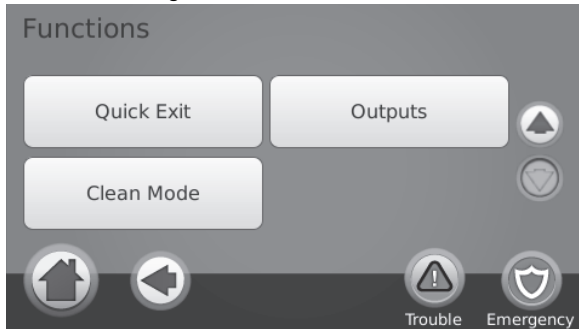 Functions
Quick Exit
Outputs
Clean Mode
Trouble
Emergency